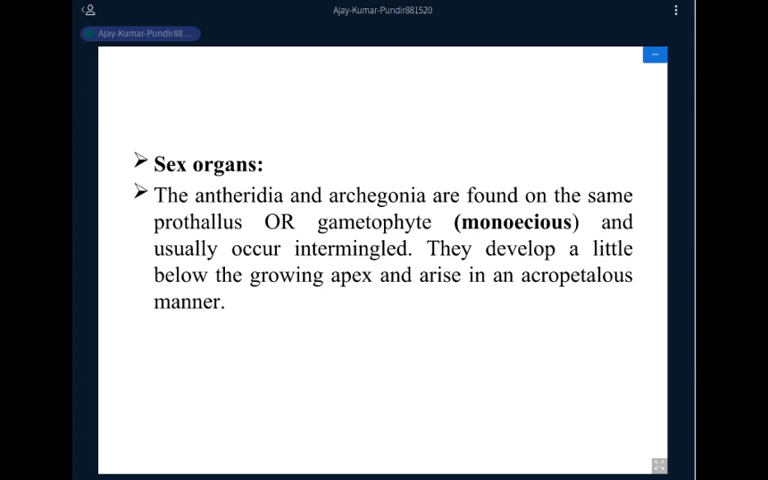 Ajay-Kumar-Pundir881520
Ajay-Kumar-Pundir88...
➢ Sex organs:
➢ The antheridia and archegonia are found on the same
prothallus OR gametophyte (monoecious) and
usually occur intermingled. They develop a little
below the growing apex and arise in an acropetalous
manner.